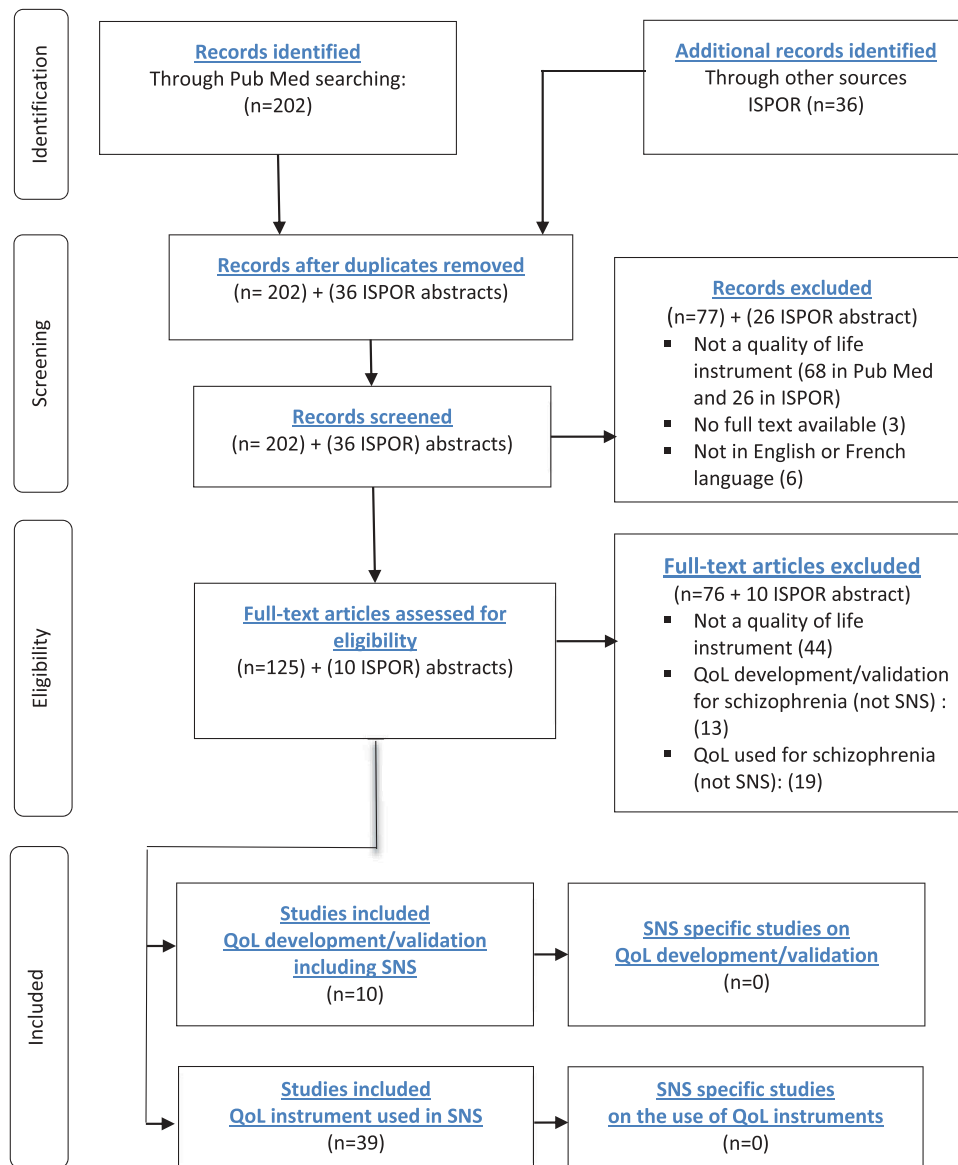 Identification
Records identified
Through Pub Med searching:
(n=202)
Additional records identified
Through other sources
ISPOR (n=36)
Screening
Records after duplicates removed
(n= 202) + (36 ISPOR abstracts)
Records screened
(n= 202) + (36 ISPOR) abstracts)
Records excluded
(n=77) + (26 ISPOR abstract)
▪ Not a quality of life
instrument (68 in Pub Med
and 26 in ISPOR)
▪ No full text available (3)
▪ Not in English or French
language (6)
Eligibility
Full-text articles assessed for
eligibility
(n=125) + (10 ISPOR) abstracts)
Full-text articles excluded
(n=76 + 10 ISPOR abstract)
▪ Not a quality of life
instrument (44)
▪ QoL development/validation
for schizophrenia (not SNS) :
(13)
▪ QoL used for schizophrenia
(not SNS): (19)
Included
Studies included
QoL development/validation
including SNS
(n=10)
SNS specific studies on
QoL development/validation
(n=0)
Studies included
QoL instrument used in SNS
(n=39)
SNS specific studies
on the use of QoL instruments
(n=0)